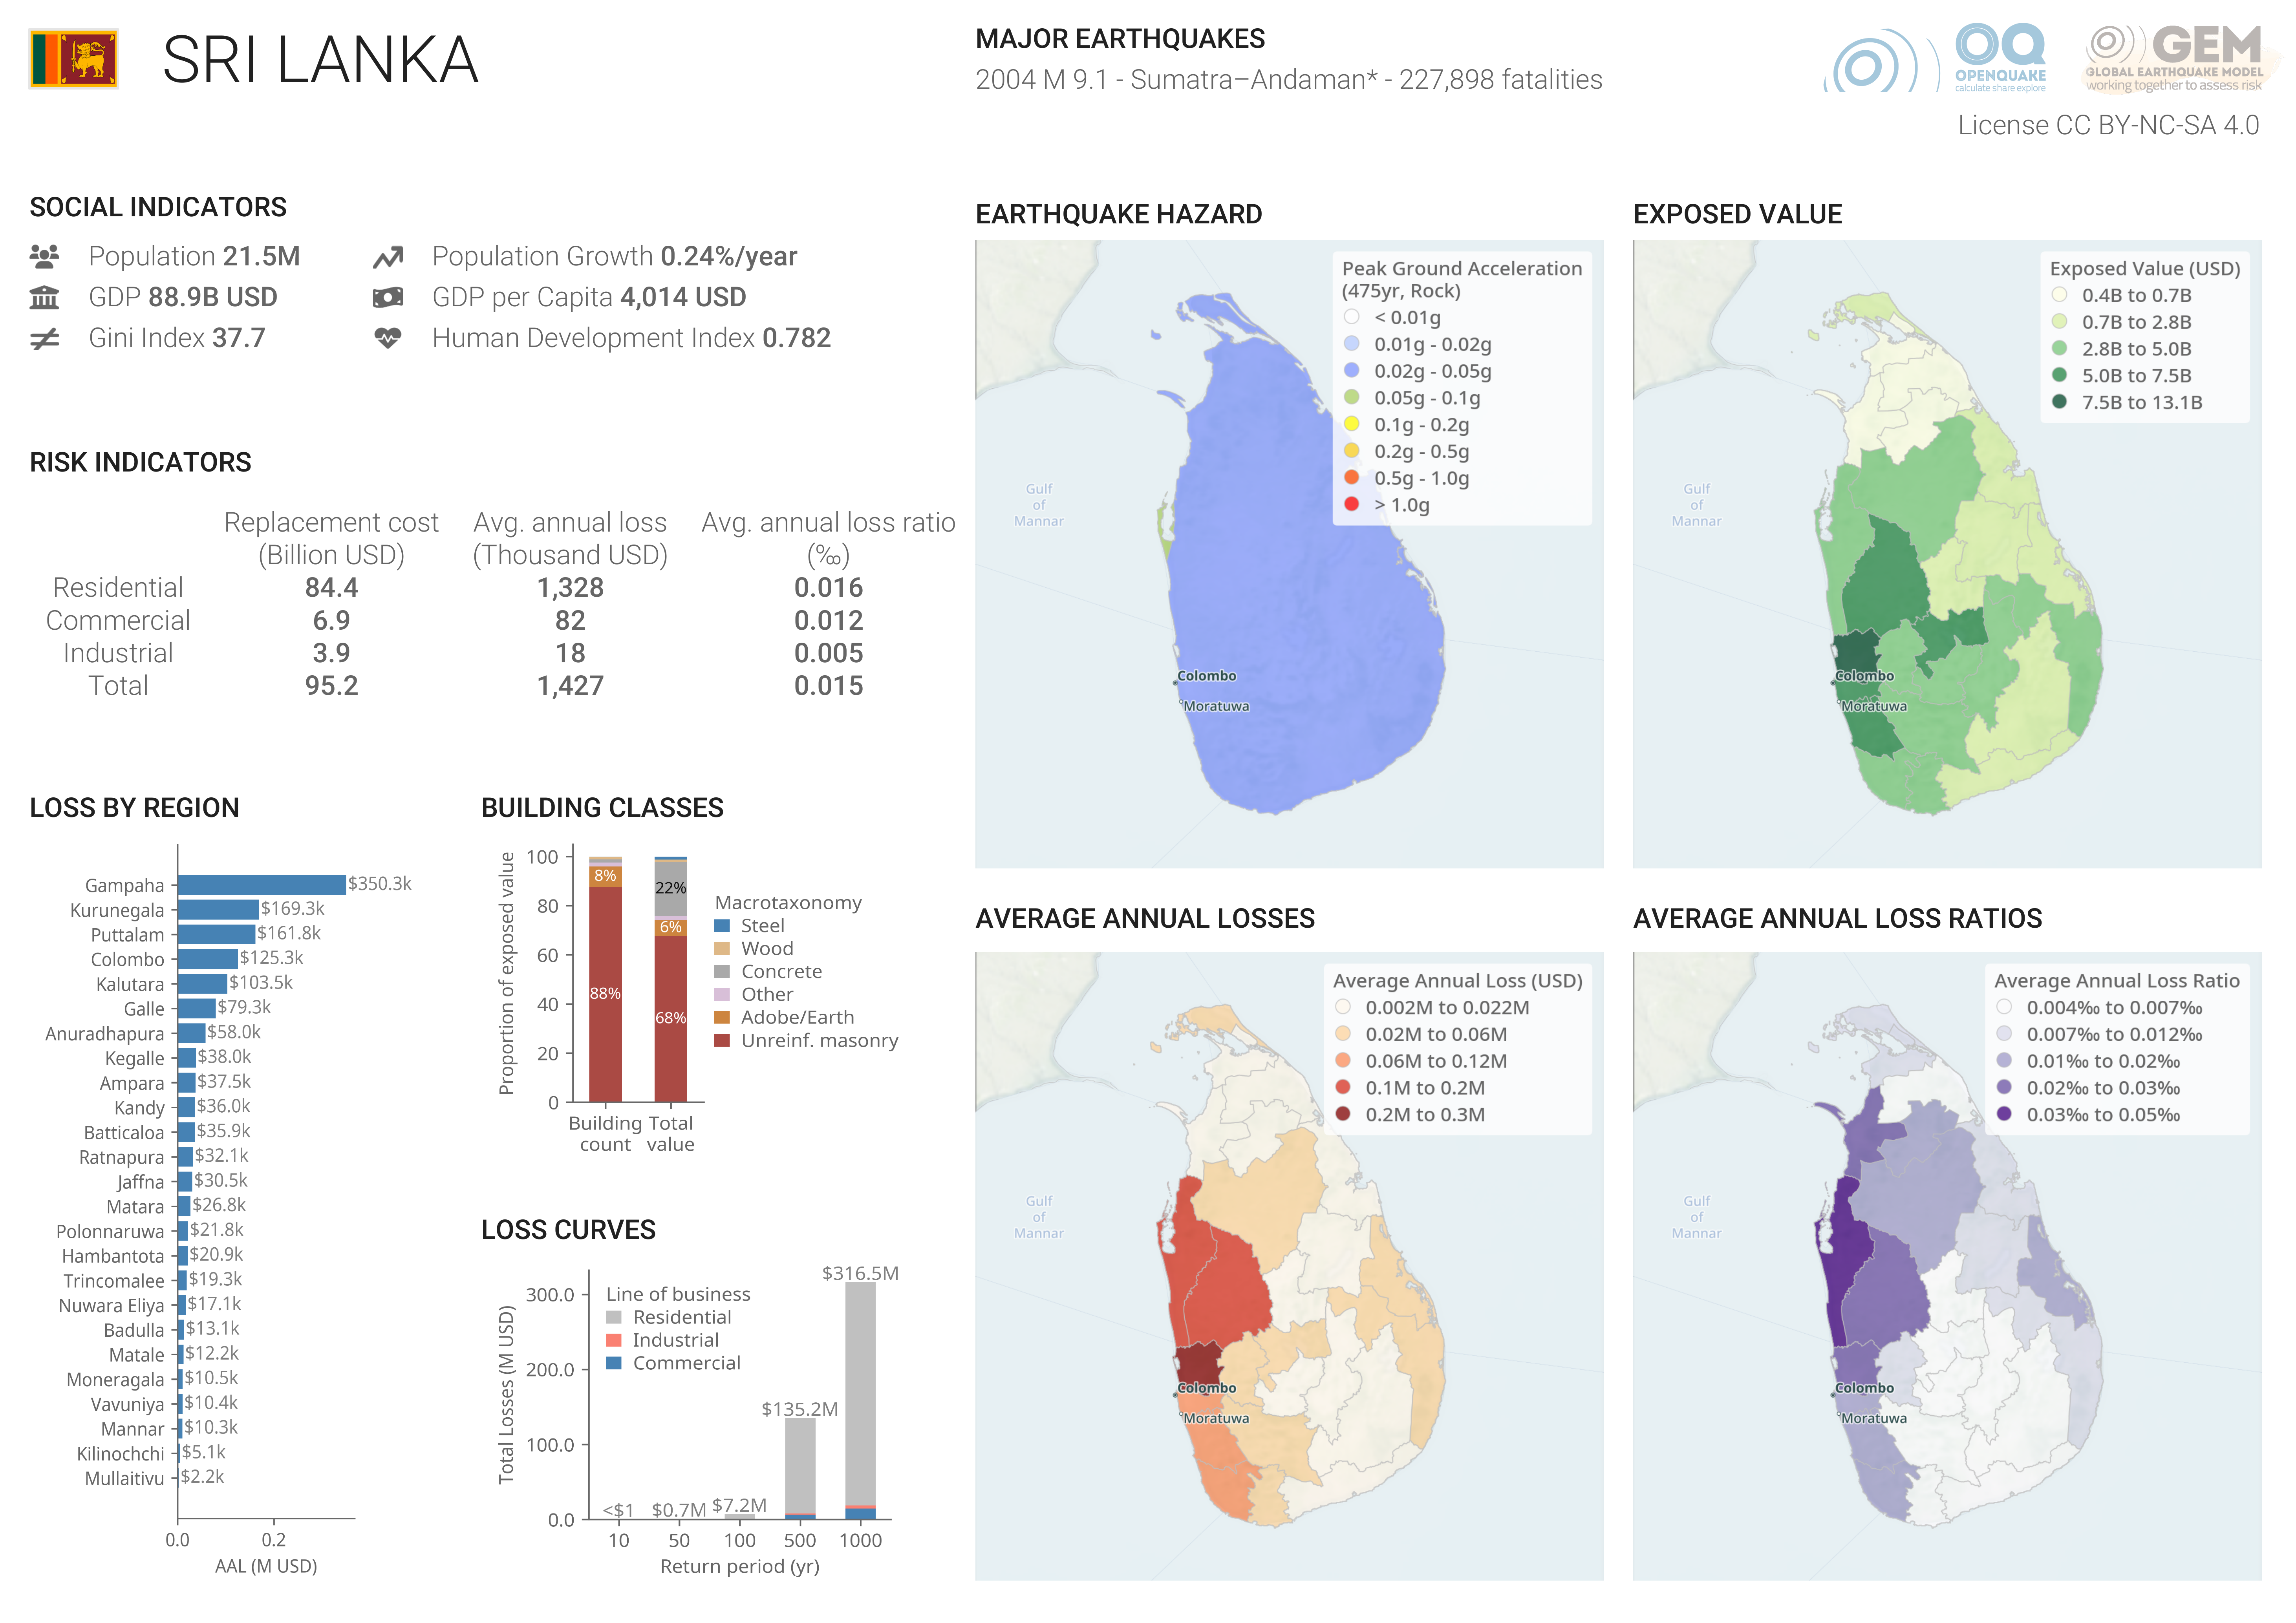 SRI LANKA
MAJOR EARTHQUAKES
2004 M 9.1 - Sumatra–Andaman* - 227,898 fatalities
OQ
OPENQUAKE
calculate share explore
GEM
GLOBAL EARTHQUAKE MODEL
working together to assess risk
License CC BY-NC-SA 4.0
SOCIAL INDICATORS
Population 21.5M
Population Growth 0.24%/year
GDP 88.9B USD
GDP per Capita 4,014 USD
Gini Index 37.7
Human Development Index 0.782
RISK INDICATORS
Replacement cost Avg. annual loss Avg. annual loss ratio
(Billion USD) (Thousand USD) (‰)
Residential 84.4 1,328 0.016
Commercial 6.9 82 0.012
Industrial 3.9 18 0.005
Total 95.2 1,427 0.015
LOSS BY REGION
Gampaha $350.3k
Kurunegala $169.3k
Puttalam $161.8k
Colombo $125.3k
Kalutara $103.5k
Galle $79.3k
Anuradhapura $58.0k
Kegalle $38.0k
Ampara $37.5k
Kandy $36.0k
Batticaloa $35.9k
Ratnapura $32.1k
Jaffna $30.5k
Matara $26.8k
Polonnaruwa $21.8k
Hambantota $20.9k
Trincomalee $19.3k
Nuwara Eliya $17.1k
Badulla $13.1k
Matale $12.2k
Moneragala $10.5k
Vavuniya $10.4k
Mannar $10.3k
Kilinochchi $5.1k
Mullaitivu $2.2k
0.0 0.2
AAL (M USD)
BUILDING CLASSES
Proportion of exposed value
100
80
60
40
20
0
8%
88%
22%
6%
68%
Building count
Total value
Macrotaxonomy
Steel
Wood
Concrete
Other
Adobe/Earth
Unreinf. masonry
LOSS CURVES
Total Losses (M USD)
300.0
200.0
100.0
0.0
Line of business
Residential
Industrial
Commercial
<$1 $0.7M $7.2M $135.2M $316.5M
10 50 100 500 1000
Return period (yr)
EARTHQUAKE HAZARD
Peak Ground Acceleration
(475yr, Rock)
< 0.01g
0.01g - 0.02g
0.02g - 0.05g
0.05g - 0.1g
0.1g - 0.2g
0.2g - 0.5g
0.5g - 1.0g
> 1.0g
Gulf
of
Mannar
Colombo
Moratuwa
EXPOSED VALUE
Exposed Value (USD)
0.4B to 0.7B
0.7B to 2.8B
2.8B to 5.0B
5.0B to 7.5B
7.5B to 13.1B
Gulf
of
Mannar
Colombo
Moratuwa
AVERAGE ANNUAL LOSSES
Average Annual Loss (USD)
0.002M to 0.022M
0.02M to 0.06M
0.06M to 0.12M
0.1M to 0.2M
0.2M to 0.3M
Gulf
of
Mannar
Colombo
Moratuwa
AVERAGE ANNUAL LOSS RATIOS
Average Annual Loss Ratio
0.004‰ to 0.007‰
0.007‰ to 0.012‰
0.01‰ to 0.02‰
0.02‰ to 0.03‰
0.03‰ to 0.05‰
Gulf
of
Mannar
Colombo
Moratuwa